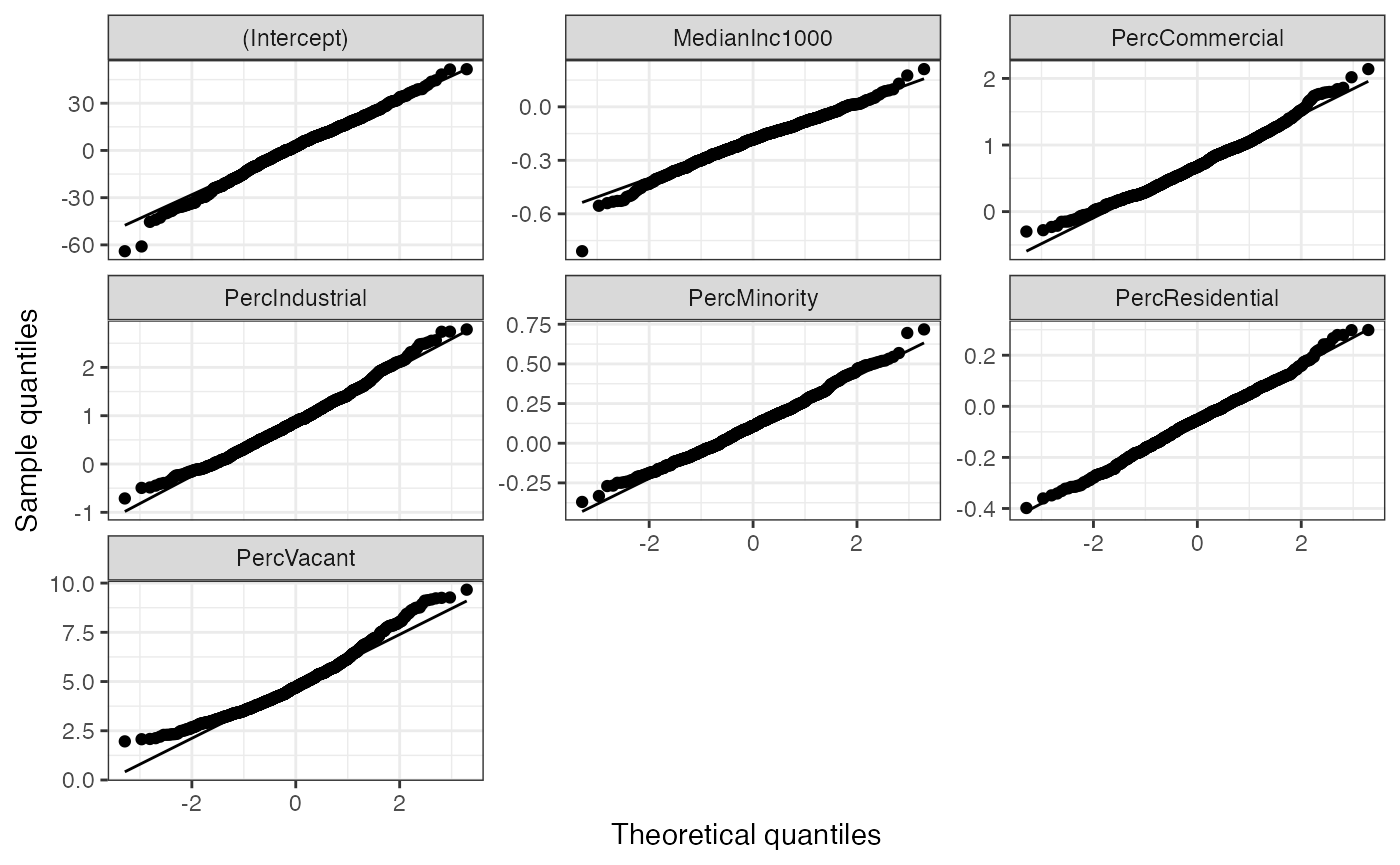 (Intercept) MedianInc1000 PercCommercial
30 0.0 2
0 -0.3 1
-30 -0.6 0
-60
PercIndustrial PercMinority PercResidential
2 0.75 0.2
1 0.50 0.0
0 0.25 -0.2
-1 0.00 -0.4
-0.25
-2 0 2 -2 0 2
PercVacant
10.0
7.5
5.0
2.5
0.0
-2 0 2
Sample quantiles
Theoretical quantiles